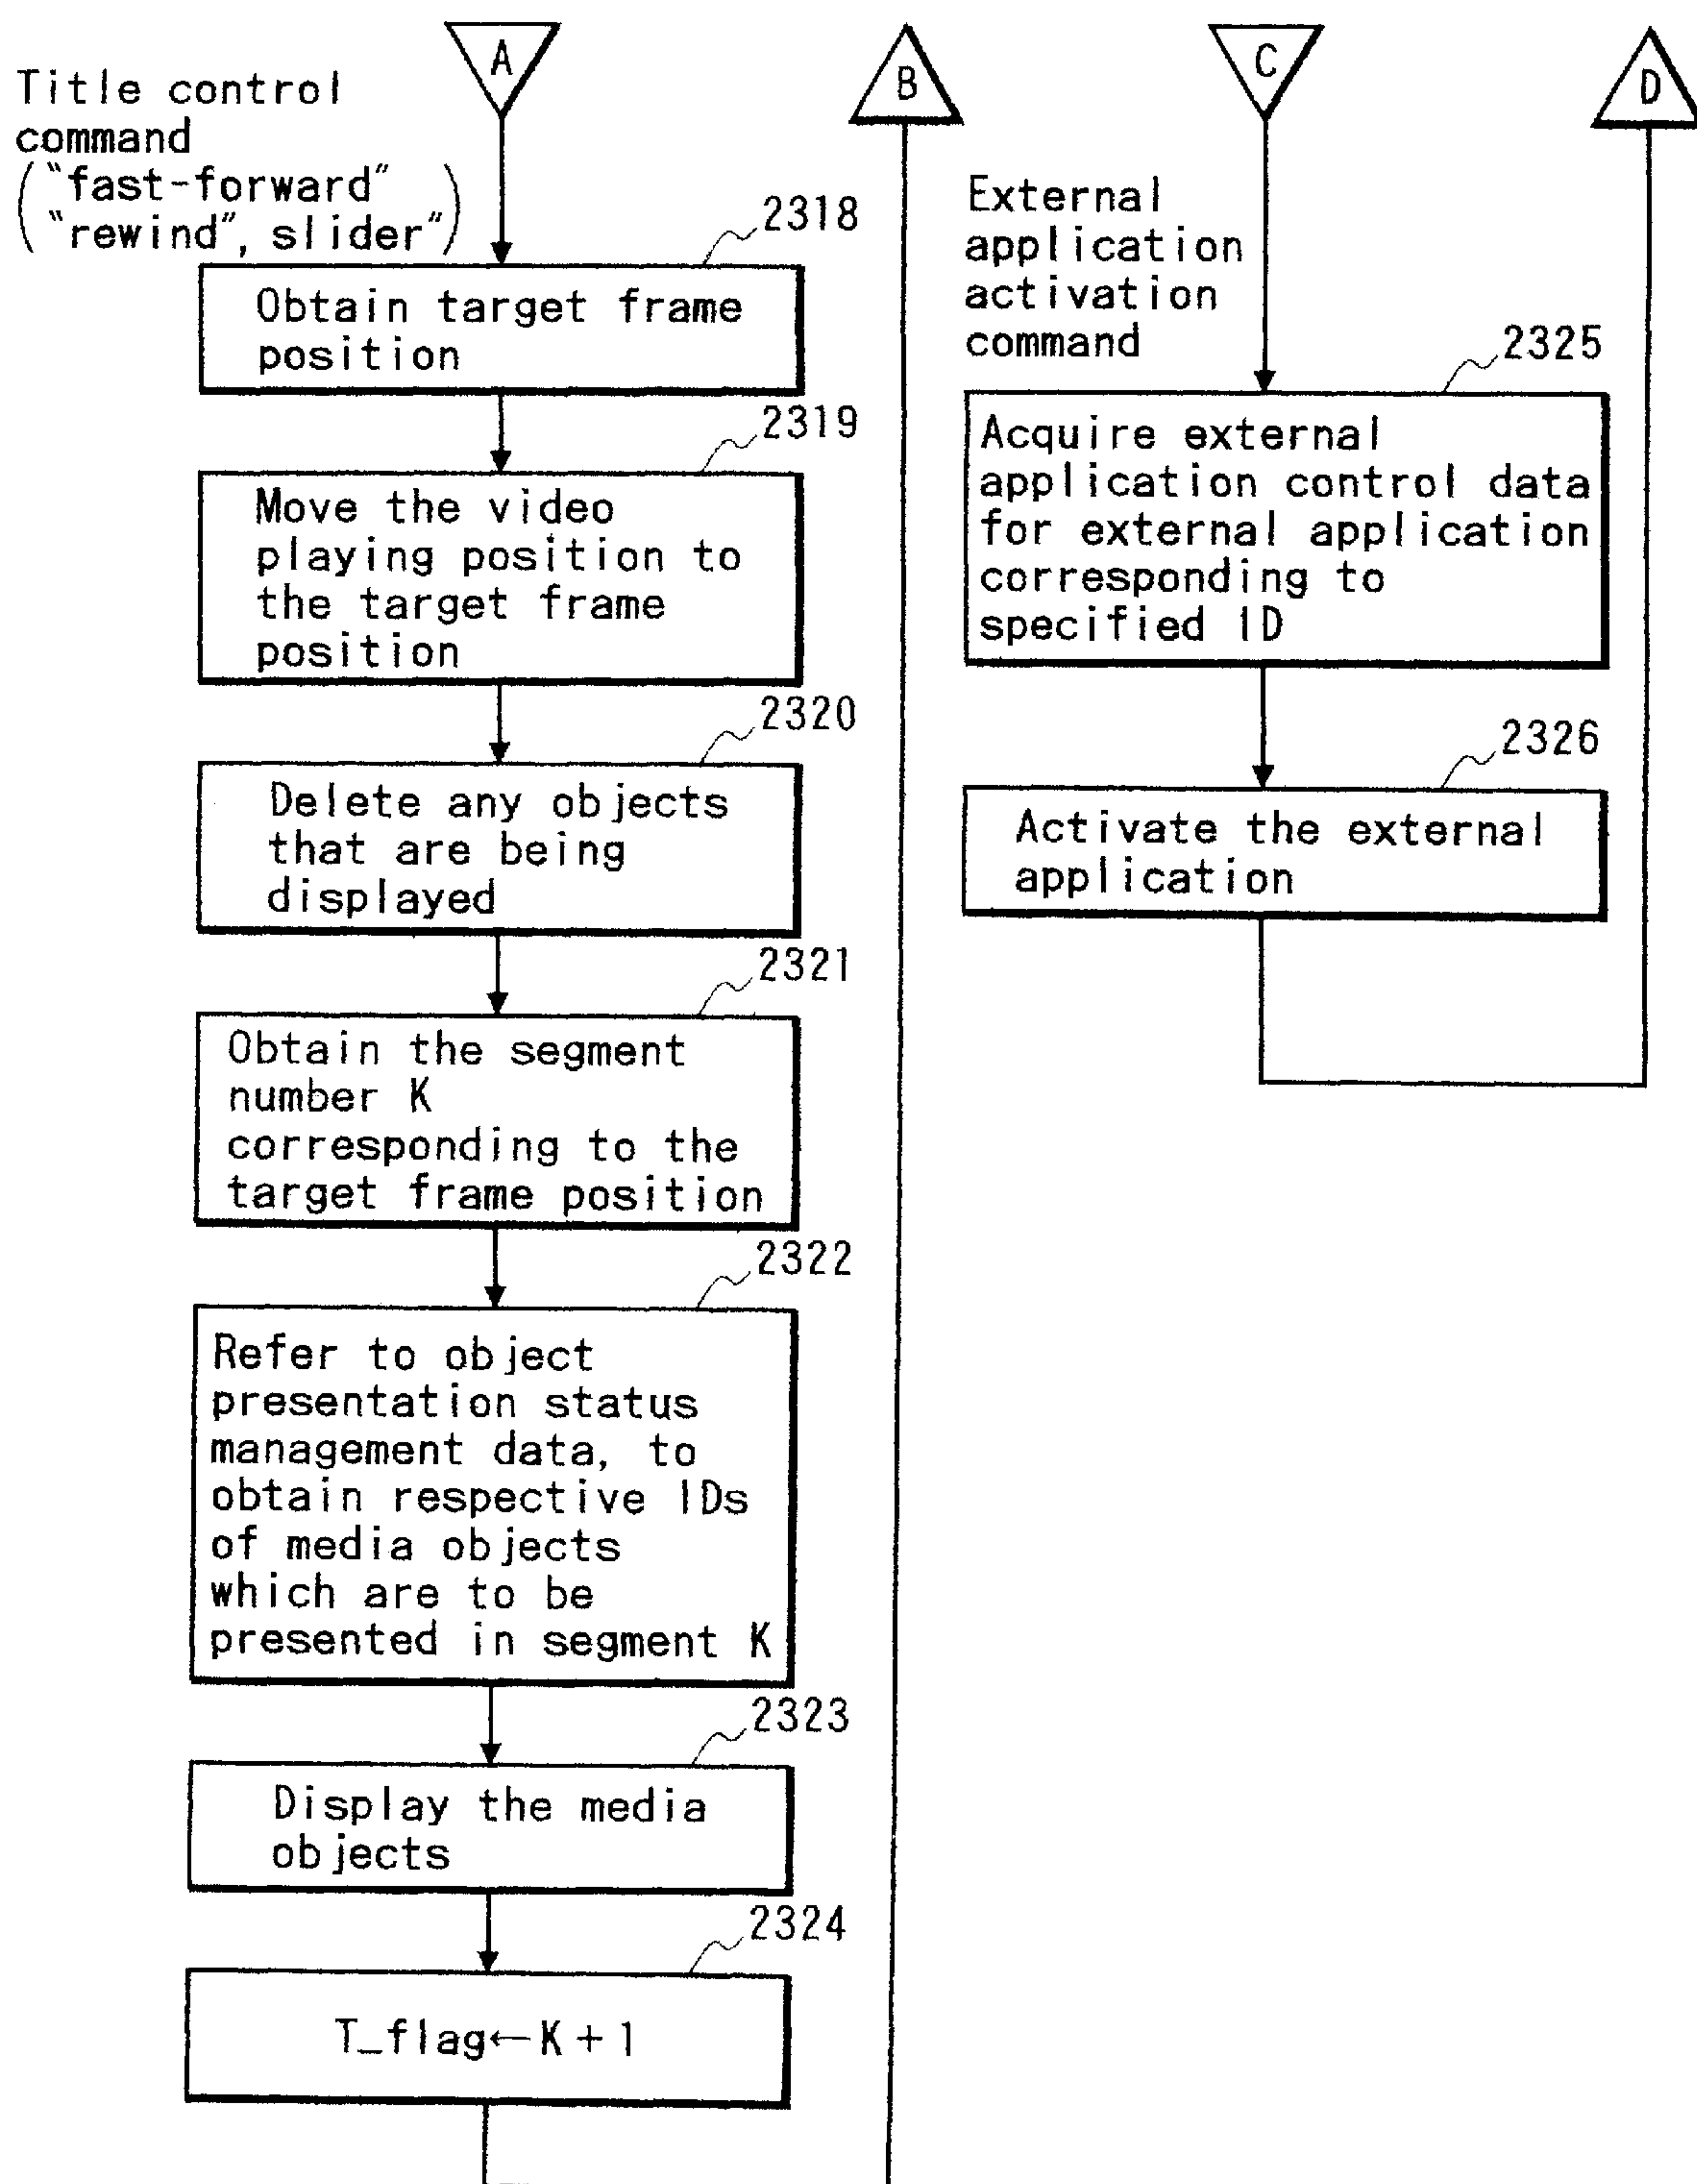 A
B
C
D
Title control
command
("fast-forward"
"rewind", slider")
2318
Obtain target frame
position
2319
Move the video
playing position to
the target frame
position
2320
Delete any objects
that are being
displayed
2321
Obtain the segment
number K
corresponding to the
target frame position
2322
Refer to object
presentation status
management data, to
obtain respective IDs
of media objects
which are to be
presented in segment K
2323
Display the media
objects
2324
T_flag←K+1
External
application
activation
command
2325
Acquire external
application control data
for external application
corresponding to
specified ID
2326
Activate the external
application